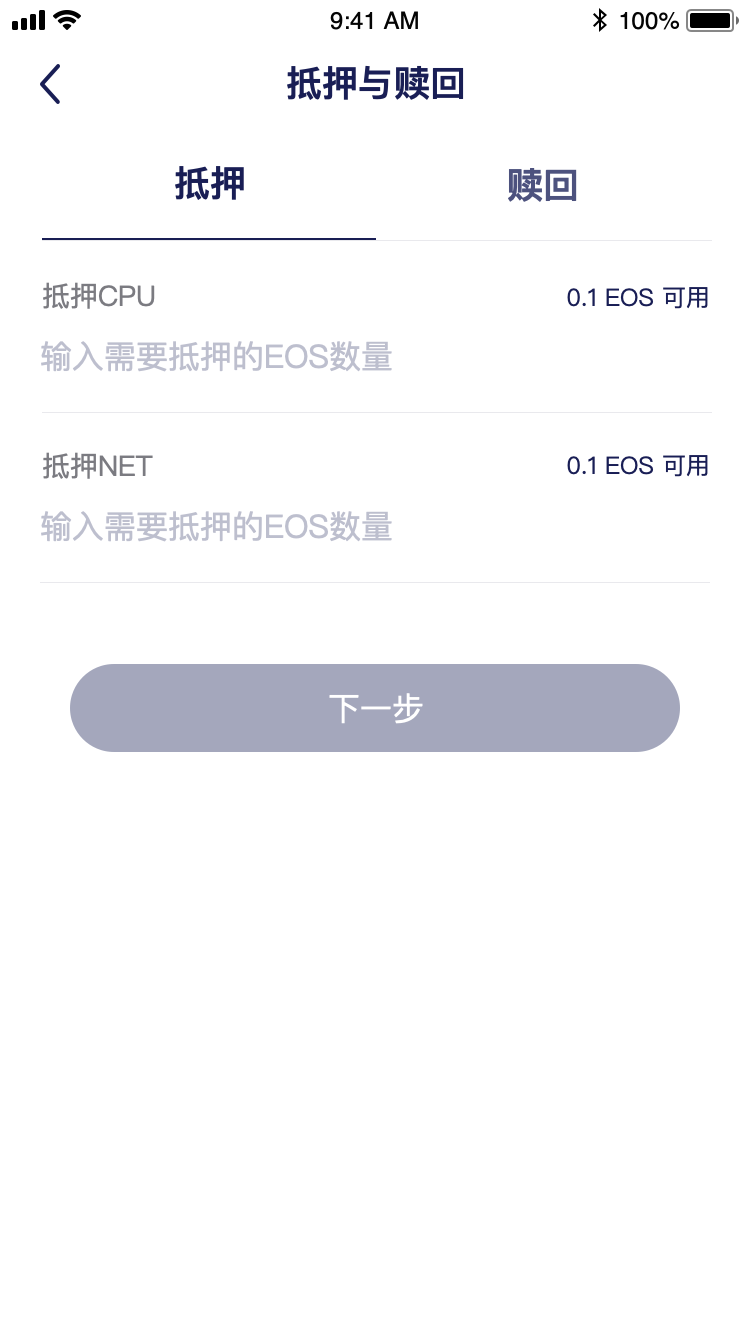 9:41 AM 100%
抵押与赎回
抵押 赎回
抵押CPU 0.1 EOS 可用
输入需要抵押的EOS数量
抵押NET 0.1 EOS 可用
输入需要抵押的EOS数量
下一步